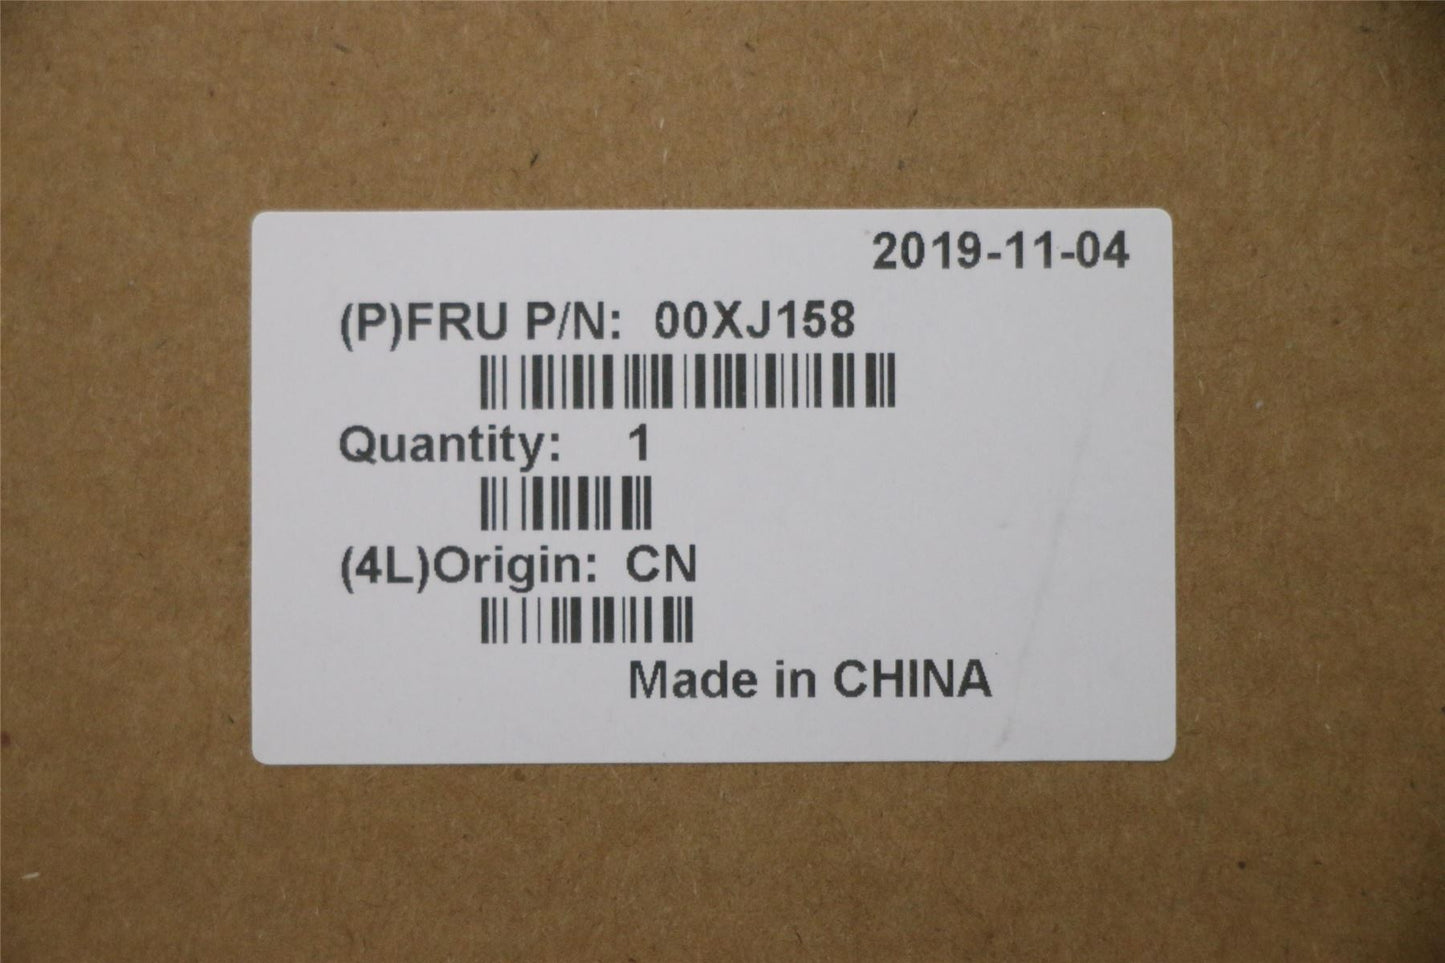 2019-11-04
(P)FRU P/N: 00XJ158
Quantity: 1
(4L)Origin: CN
Made in CHINA